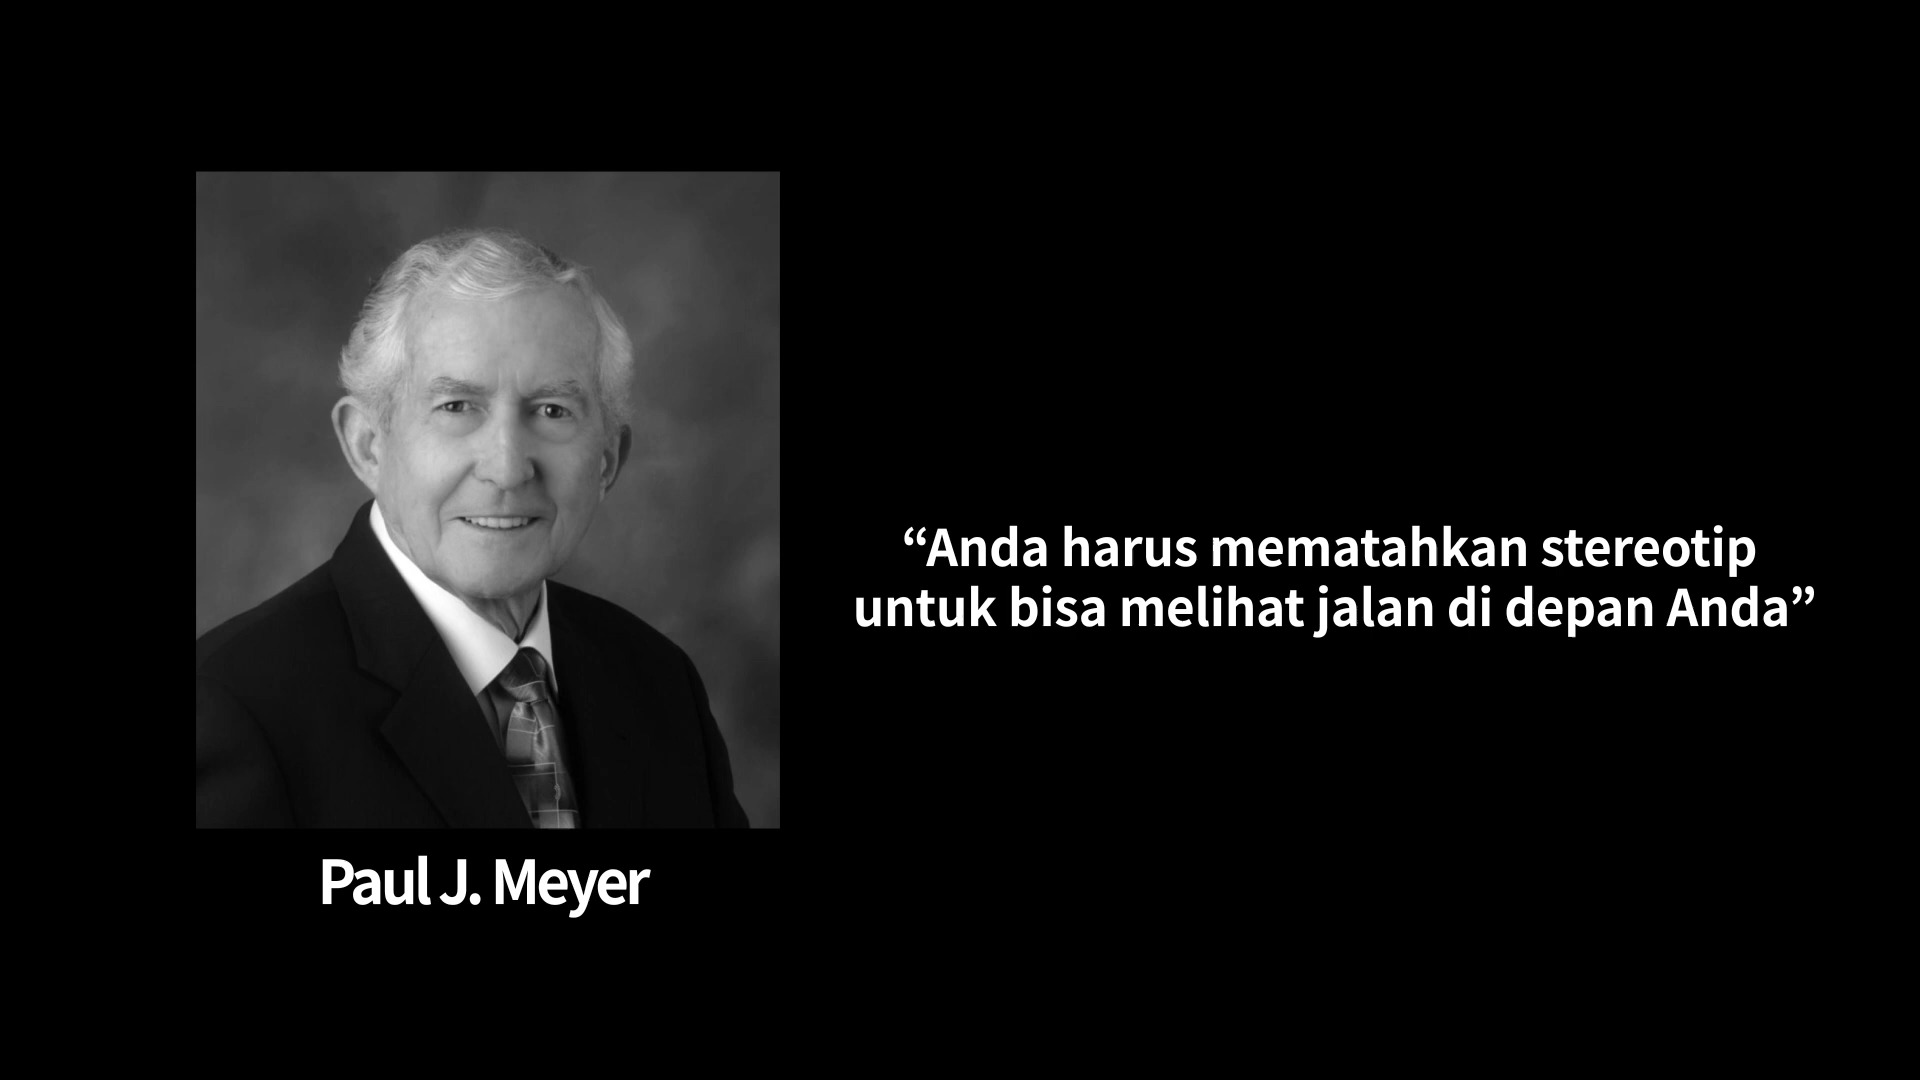 “Anda harus mematahkan stereotip
untuk bisa melihat jalan di depan Anda”
Paul J. Meyer